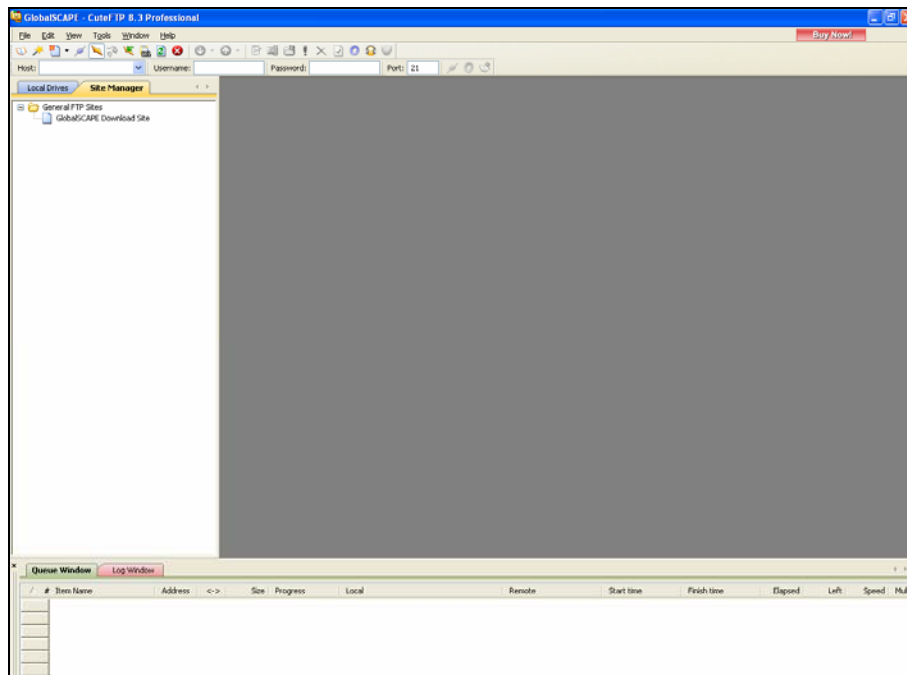 GlobalSCAPE - CuteFTP 8.3 Professional
File Edit View Tools Window Help Buy Now!
Host: Username: Password: Port: 21
Local Drives Site Manager
General FTP Sites
GlobalSCAPE Download Site
Queue Window Log Window
/ # Item Name Address <-> Size Progress Local Remote Start time Finish time Elapsed Left Speed Mul